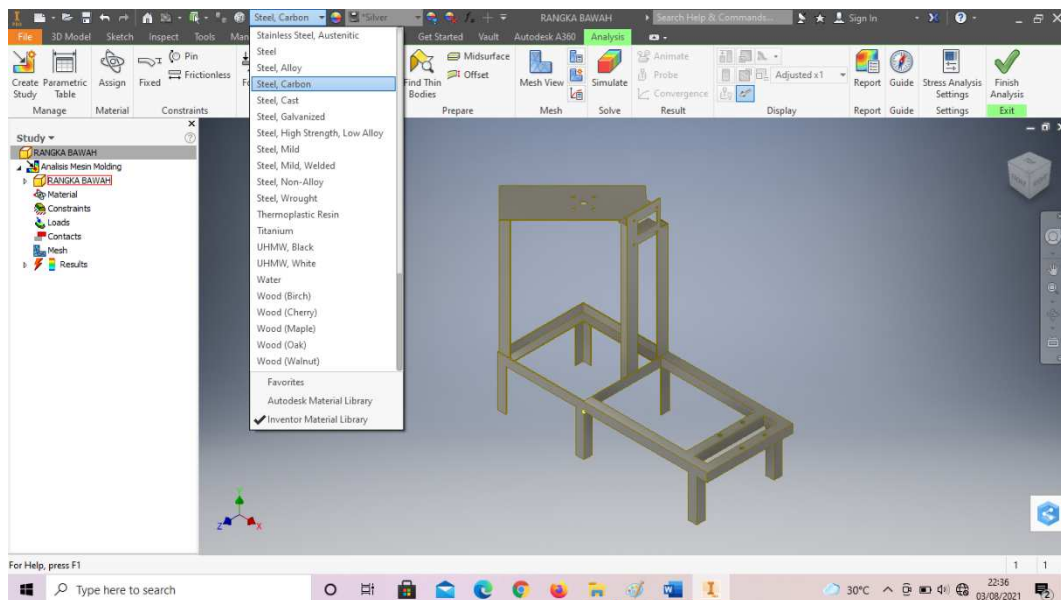 Steel, Carbon
*Silver
RANGKA BAWAH
Search Help & Commands...
Sign In
File
3D Model
Sketch
Inspect
Tools
Get Started
Vault
Autodesk A360
Analysis
Create Study
Parametric Table
Assign
Fixed
Pin
Frictionless
Find Thin Bodies
Midsurface
Offset
Mesh View
Simulate
Animate
Probe
Convergence
Adjusted x1
Report
Guide
Stress Analysis Settings
Finish Analysis
Manage
Material
Constraints
Prepare
Mesh
Solve
Result
Display
Report
Guide
Settings
Exit
Stainless Steel, Austenitic
Steel
Steel, Alloy
Steel, Carbon
Steel, Cast
Steel, Galvanized
Steel, High Strength, Low Alloy
Steel, Mild
Steel, Mild, Welded
Steel, Non-Alloy
Steel, Wrought
Thermoplastic Resin
Titanium
UHMW, Black
UHMW, White
Water
Wood (Birch)
Wood (Cherry)
Wood (Maple)
Wood (Oak)
Wood (Walnut)
Favorites
Autodesk Material Library
Inventor Material Library
Study
RANGKA BAWAH
Analisis Mesin Molding
RANGKA BAWAH
Material
Constraints
Loads
Contacts
Mesh
Results
Y
Z
X
For Help, press F1
1 1
Type here to search
30°C
22:36
03/08/2021